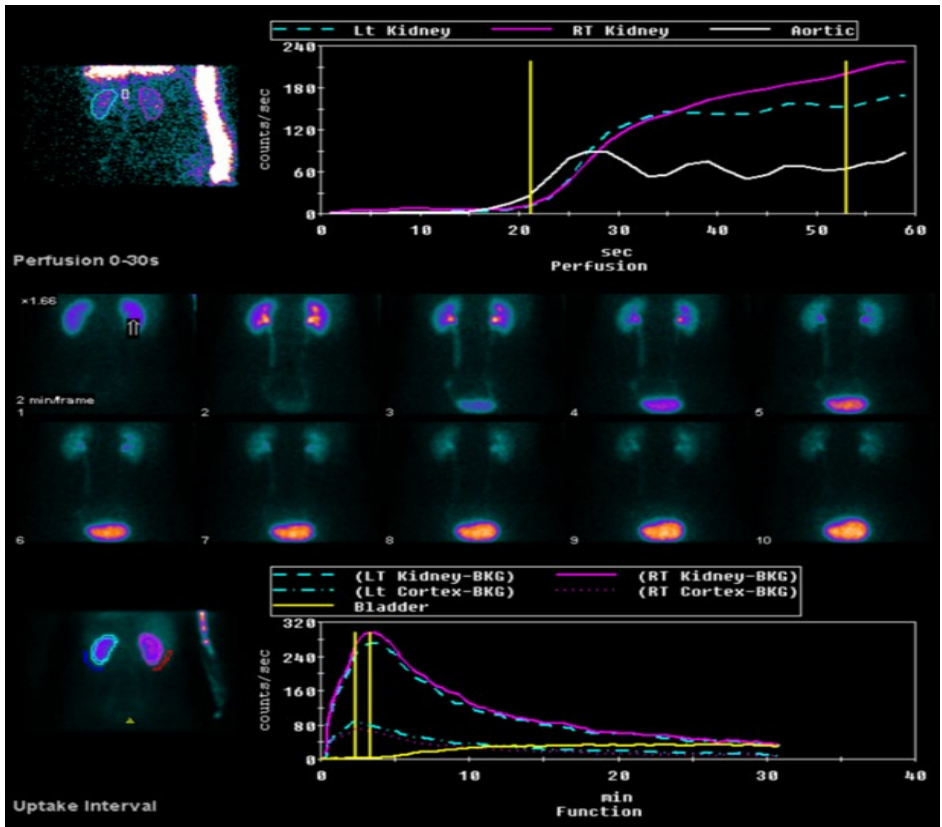 Lt Kidney RT Kidney Aortic
240
180
120
60
0
counts/sec
0 10 20 30 40 50 60
sec
Perfusion
Perfusion 0-30s
×1.66
2 min/frame
1 2 3 4 5
6 7 8 9 10
(LT Kidney-BKG) (RT Kidney-BKG)
(Lt Cortex-BKG) (RT Cortex-BKG)
Bladder
320
240
160
80
0
counts/sec
0 10 20 30 40
min
Function
Uptake Interval